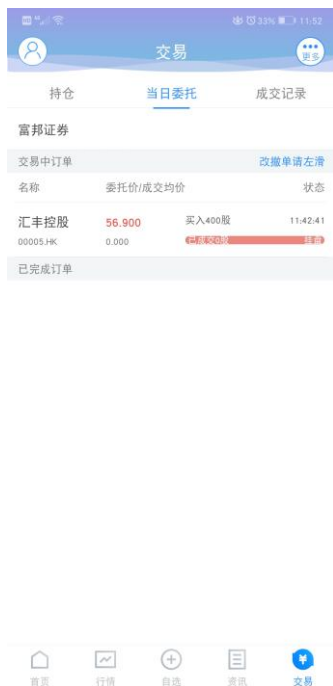 33% 11:52
交易
更多
持仓 当日委托 成交记录
富邦证券
交易中订单 改撤单请左滑
名称 委托价/成交均价 状态
汇丰控股 56.900 买入400股 11:42:41
00005.HK 0.000 已成交0股 挂盘
已完成订单
首页 行情 自选 资讯 交易